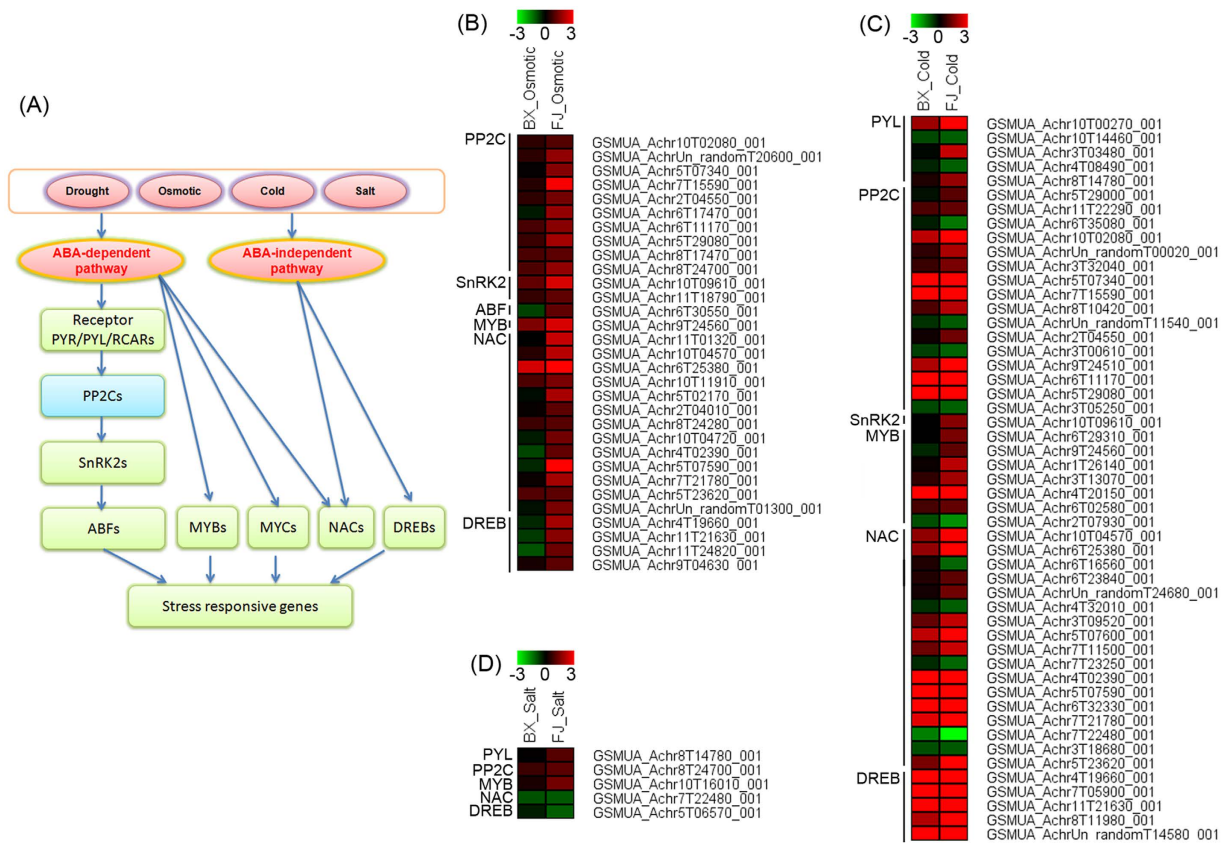 (A)
Drought
Osmotic
Cold
Salt
ABA-dependent
pathway
ABA-independent
pathway
Receptor
PYR/PYL/RCARs
PP2Cs
SnRK2s
ABFs
MYBs
MYCs
NACs
DREBs
Stress responsive genes
(B)
-3 0 3
BX_Osmotic
FJ_Osmotic
PP2C
GSMUA_Achr10T02080_001
GSMUA_AchrUn_randomT20600_001
GSMUA_Achr5T07340_001
GSMUA_Achr7T15590_001
GSMUA_Achr2T04550_001
GSMUA_Achr6T17470_001
GSMUA_Achr6T11170_001
GSMUA_Achr5T29080_001
GSMUA_Achr8T17470_001
GSMUA_Achr8T24700_001
SnRK2
GSMUA_Achr10T09610_001
GSMUA_Achr11T18790_001
ABF
GSMUA_Achr6T30550_001
MYB
GSMUA_Achr9T24560_001
NAC
GSMUA_Achr11T01320_001
GSMUA_Achr10T04570_001
GSMUA_Achr6T25380_001
GSMUA_Achr10T11910_001
GSMUA_Achr5T02170_001
GSMUA_Achr2T04010_001
GSMUA_Achr8T24280_001
GSMUA_Achr10T04720_001
GSMUA_Achr4T02390_001
GSMUA_Achr5T07590_001
GSMUA_Achr7T21780_001
GSMUA_Achr5T23620_001
GSMUA_AchrUn_randomT01300_001
DREB
GSMUA_Achr4T19660_001
GSMUA_Achr11T21630_001
GSMUA_Achr11T24820_001
GSMUA_Achr9T04630_001
(C)
-3 0 3
BX_Cold
FJ_Cold
PYL
GSMUA_Achr10T00270_001
GSMUA_Achr10T14460_001
GSMUA_Achr3T03480_001
GSMUA_Achr4T08490_001
GSMUA_Achr8T14780_001
PP2C
GSMUA_Achr5T29000_001
GSMUA_Achr11T22290_001
GSMUA_Achr6T35080_001
GSMUA_Achr10T02080_001
GSMUA_AchrUn_randomT00020_001
GSMUA_Achr3T32040_001
GSMUA_Achr5T07340_001
GSMUA_Achr7T15590_001
GSMUA_Achr8T10420_001
GSMUA_AchrUn_randomT11540_001
GSMUA_Achr2T04550_001
GSMUA_Achr3T00610_001
GSMUA_Achr9T24510_001
GSMUA_Achr6T11170_001
GSMUA_Achr5T29080_001
GSMUA_Achr3T05250_001
SnRK2
GSMUA_Achr10T09610_001
MYB
GSMUA_Achr6T29310_001
GSMUA_Achr9T24560_001
GSMUA_Achr1T26140_001
GSMUA_Achr3T13070_001
GSMUA_Achr4T20150_001
GSMUA_Achr6T02580_001
GSMUA_Achr2T07930_001
NAC
GSMUA_Achr10T04570_001
GSMUA_Achr6T25380_001
GSMUA_Achr6T16560_001
GSMUA_Achr6T23840_001
GSMUA_AchrUn_randomT24680_001
GSMUA_Achr4T32010_001
GSMUA_Achr3T09520_001
GSMUA_Achr5T07600_001
GSMUA_Achr7T11500_001
GSMUA_Achr7T23250_001
GSMUA_Achr4T02390_001
GSMUA_Achr5T07590_001
GSMUA_Achr6T32330_001
GSMUA_Achr7T21780_001
GSMUA_Achr7T22480_001
GSMUA_Achr3T18680_001
GSMUA_Achr5T23620_001
DREB
GSMUA_Achr4T19660_001
GSMUA_Achr7T05900_001
GSMUA_Achr11T21630_001
GSMUA_Achr8T11980_001
GSMUA_AchrUn_randomT14580_001
(D)
-3 0 3
BX_Salt
FJ_Salt
PYL
GSMUA_Achr8T14780_001
PP2C
GSMUA_Achr8T24700_001
MYB
GSMUA_Achr10T16010_001
NAC
GSMUA_Achr7T22480_001
DREB
GSMUA_Achr5T06570_001